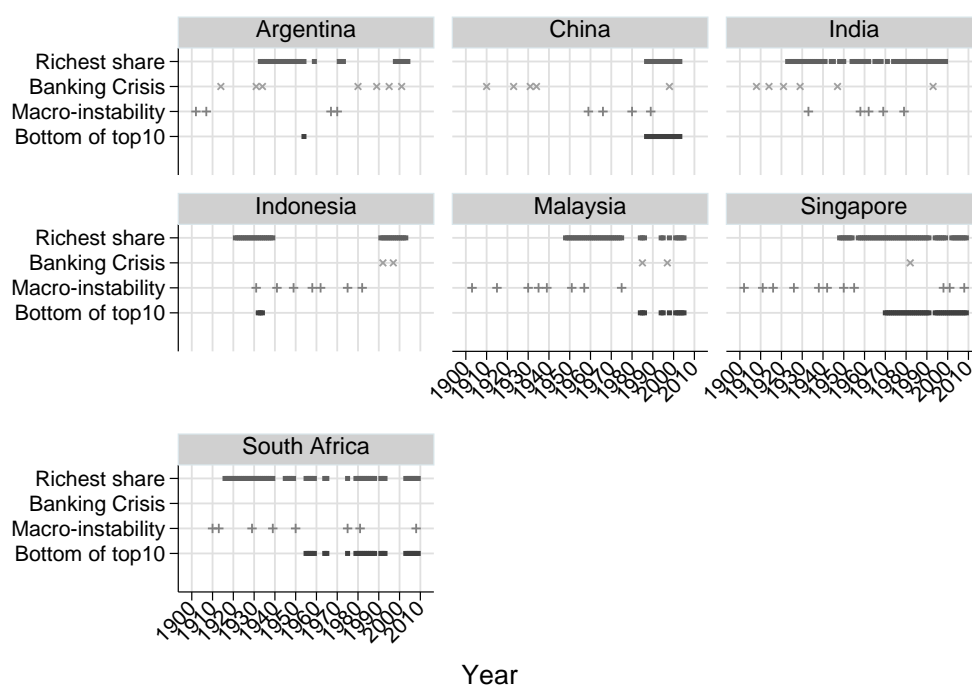 Argentina
China
India
Richest share
Banking Crisis
Macro-instability
Bottom of top10
Indonesia
Malaysia
Singapore
Richest share
Banking Crisis
Macro-instability
Bottom of top10
1900 1910 1920 1930 1940 1950 1960 1970 1980 1990 2000 2010
1900 1910 1920 1930 1940 1950 1960 1970 1980 1990 2000 2010
South Africa
Richest share
Banking Crisis
Macro-instability
Bottom of top10
1900 1910 1920 1930 1940 1950 1960 1970 1980 1990 2000 2010
Year